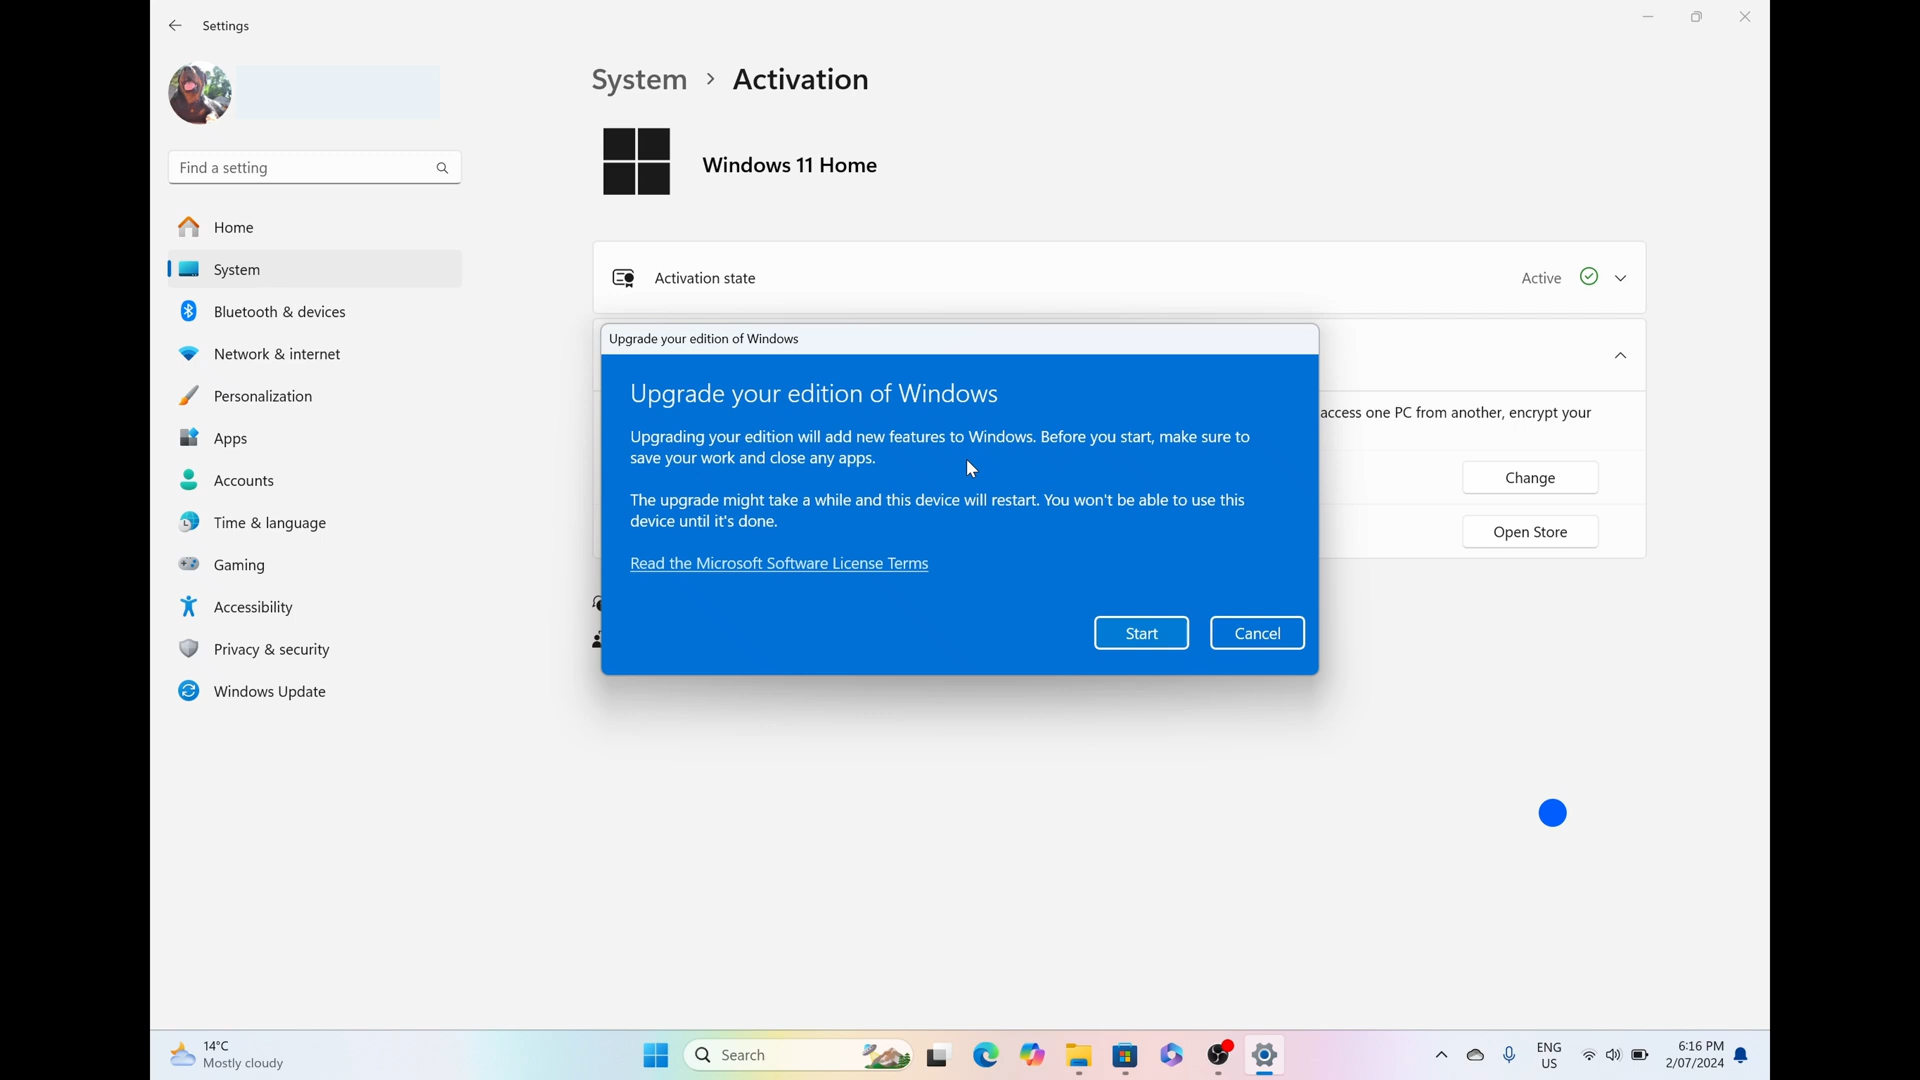 Settings
System > Activation
Windows 11 Home
Find a setting
Home
System
Bluetooth & devices
Network & internet
Personalization
Apps
Accounts
Time & language
Gaming
Accessibility
Privacy & security
Windows Update
Activation state
Active
Upgrade your edition of Windows
Upgrade your edition of Windows
Upgrading your edition will add new features to Windows. Before you start, make sure to
save your work and close any apps.
The upgrade might take a while and this device will restart. You won't be able to use this
device until it's done.
Read the Microsoft Software License Terms
Start
Cancel
access one PC from another, encrypt your
Change
Open Store
14°C
Mostly cloudy
Search
ENG
US
6:16 PM
2/07/2024